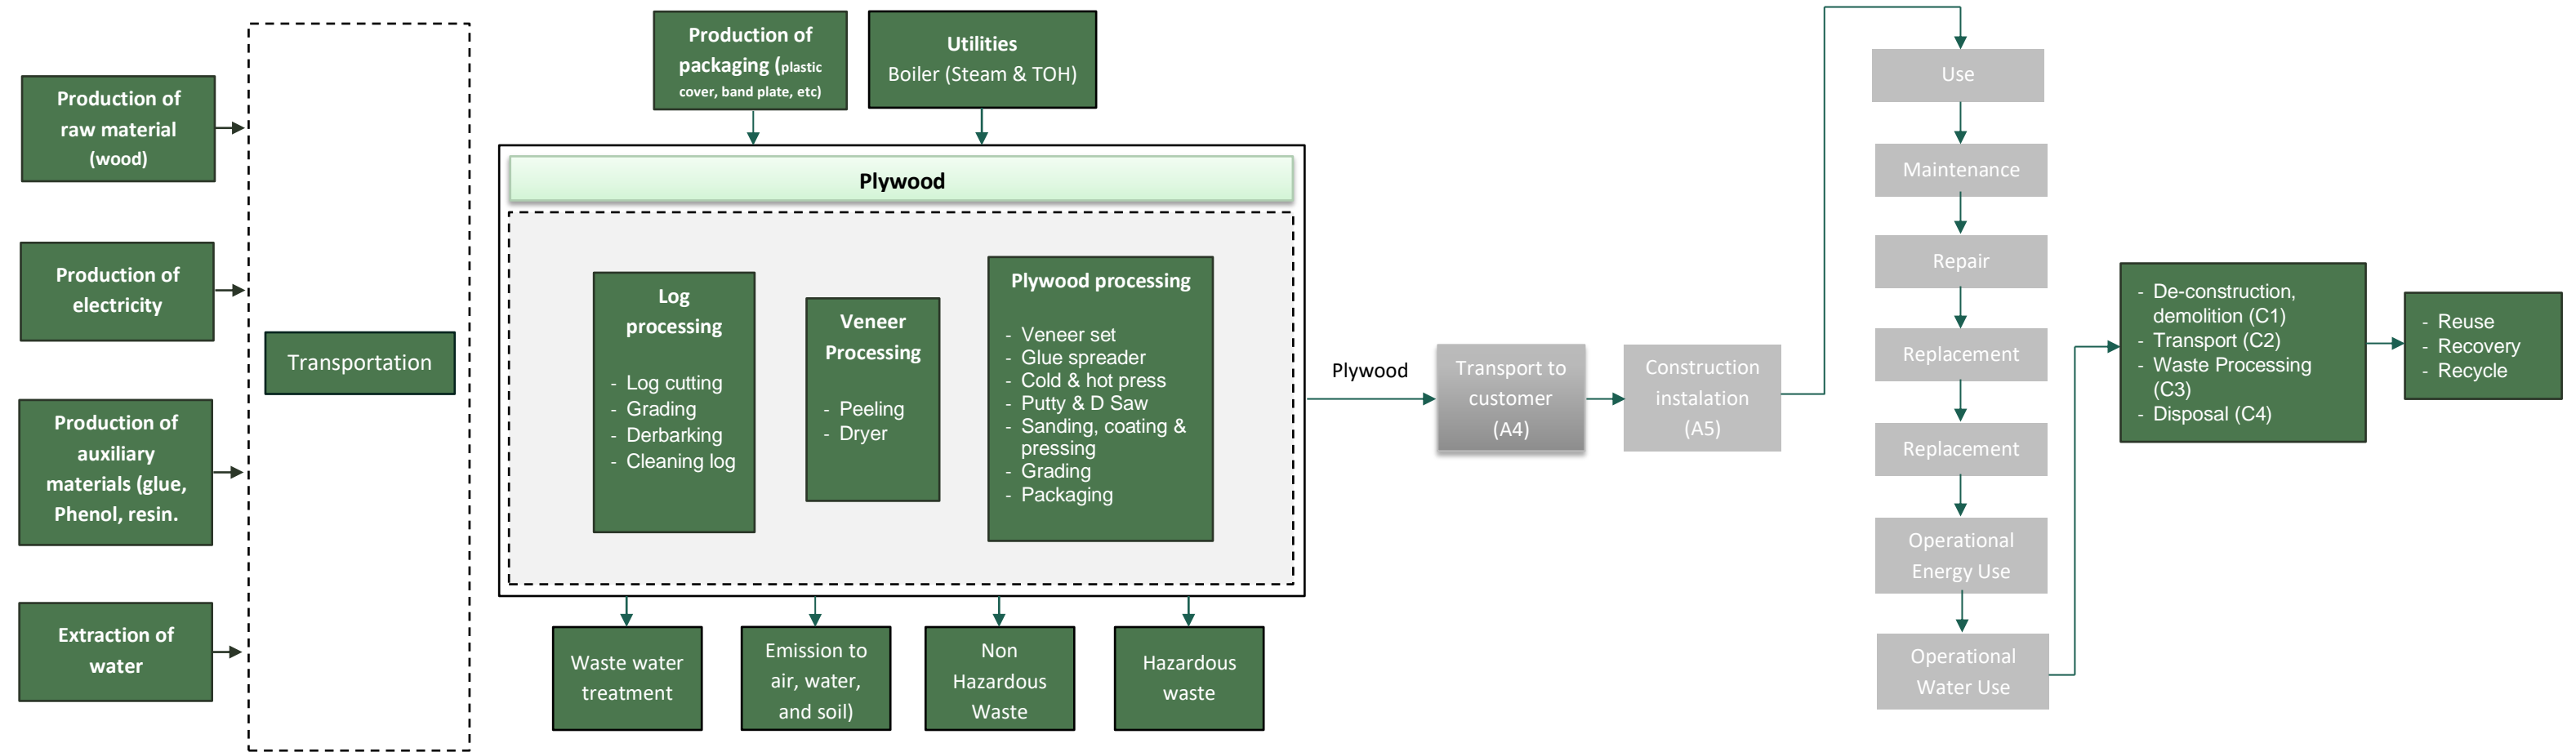 Production of
raw material
(wood)
Production of
electricity
Production of
auxiliary
materials (glue,
Phenol, resin.
Extraction of
water
Transportation
Production of
packaging (plastic
cover, band plate, etc)
Utilities
Boiler (Steam & TOH)
Plywood
Log
processing
- Log cutting
- Grading
- Derbarking
- Cleaning log
Veneer
Processing
- Peeling
- Dryer
Plywood processing
- Veneer set
- Glue spreader
- Cold & hot press
- Putty & D Saw
- Sanding, coating &
pressing
- Grading
- Packaging
Waste water
treatment
Emission to
air, water,
and soil)
Non
Hazardous
Waste
Hazardous
waste
Plywood
Transport to
customer
(A4)
Construction
instalation
(A5)
Use
Maintenance
Repair
Replacement
Replacement
Operational
Energy Use
Operational
Water Use
- De-construction,
demolition (C1)
- Transport (C2)
- Waste Processing
(C3)
- Disposal (C4)
- Reuse
- Recovery
- Recycle